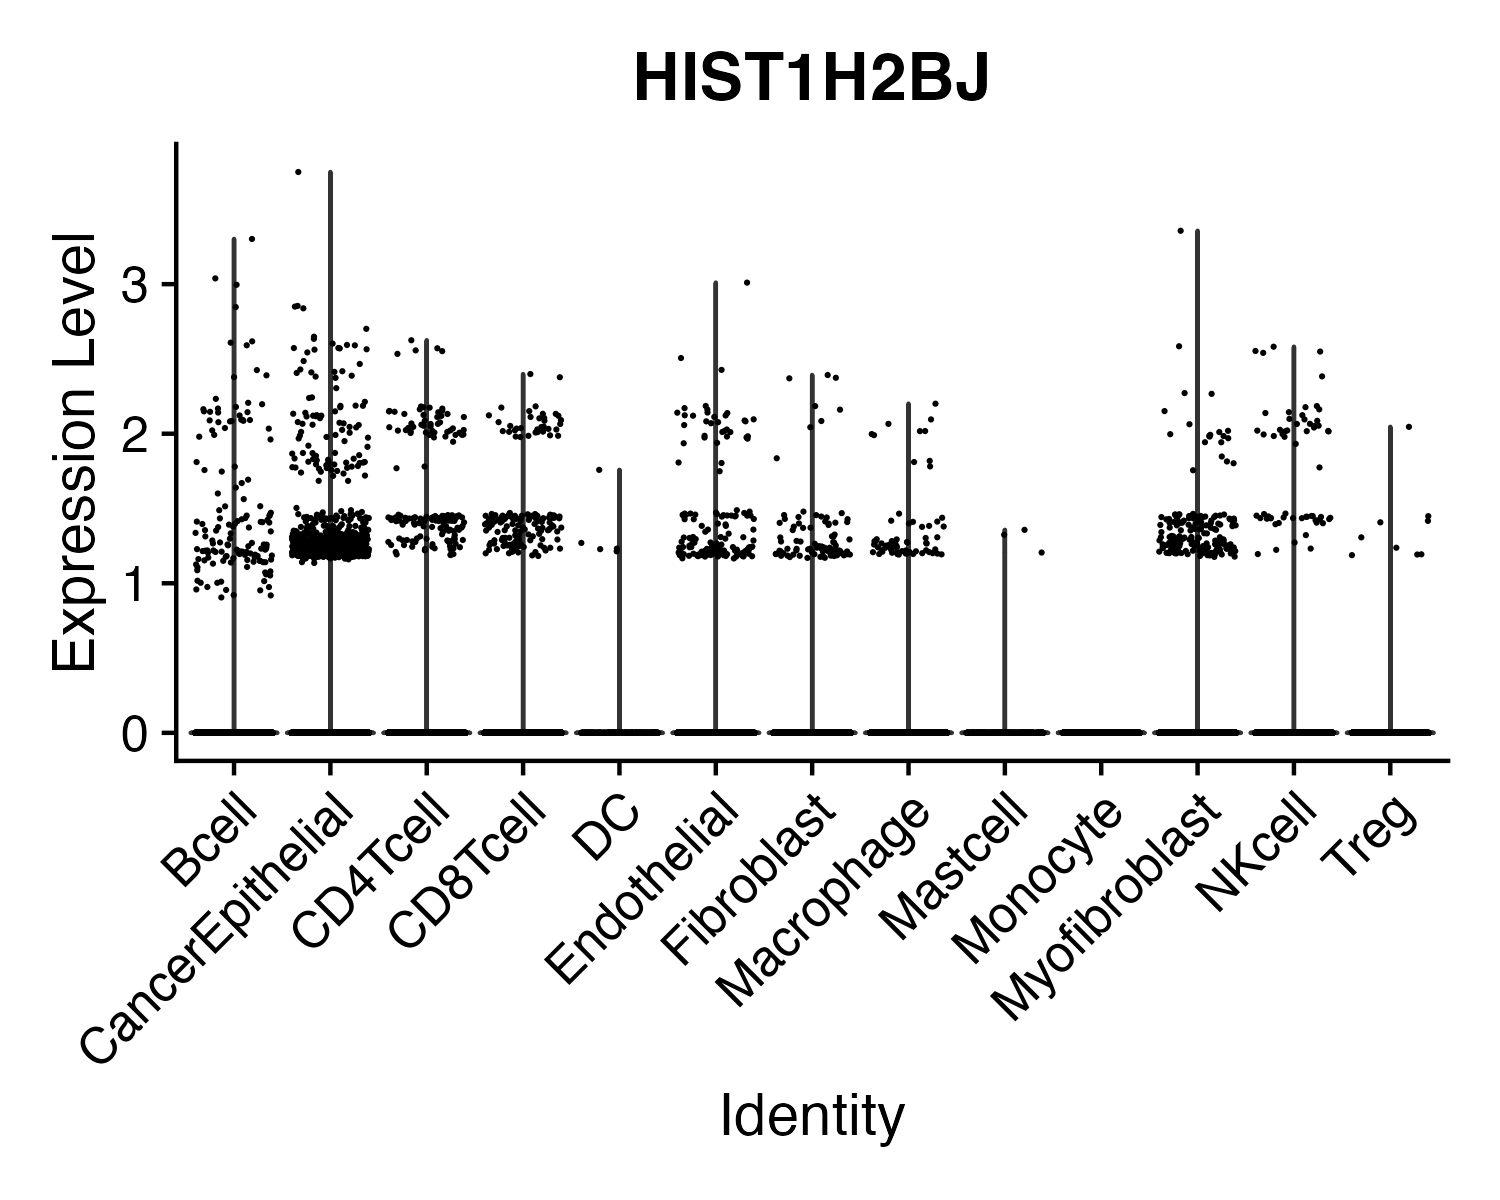 HIST1H2BJ
Expression Level
3
2
1
0
Bcell
CancerEpithelial
CD4Tcell
CD8Tcell
DC
Endothelial
Fibroblast
Macrophage
Mastcell
Monocyte
Myofibroblast
NKcell
Treg
Identity